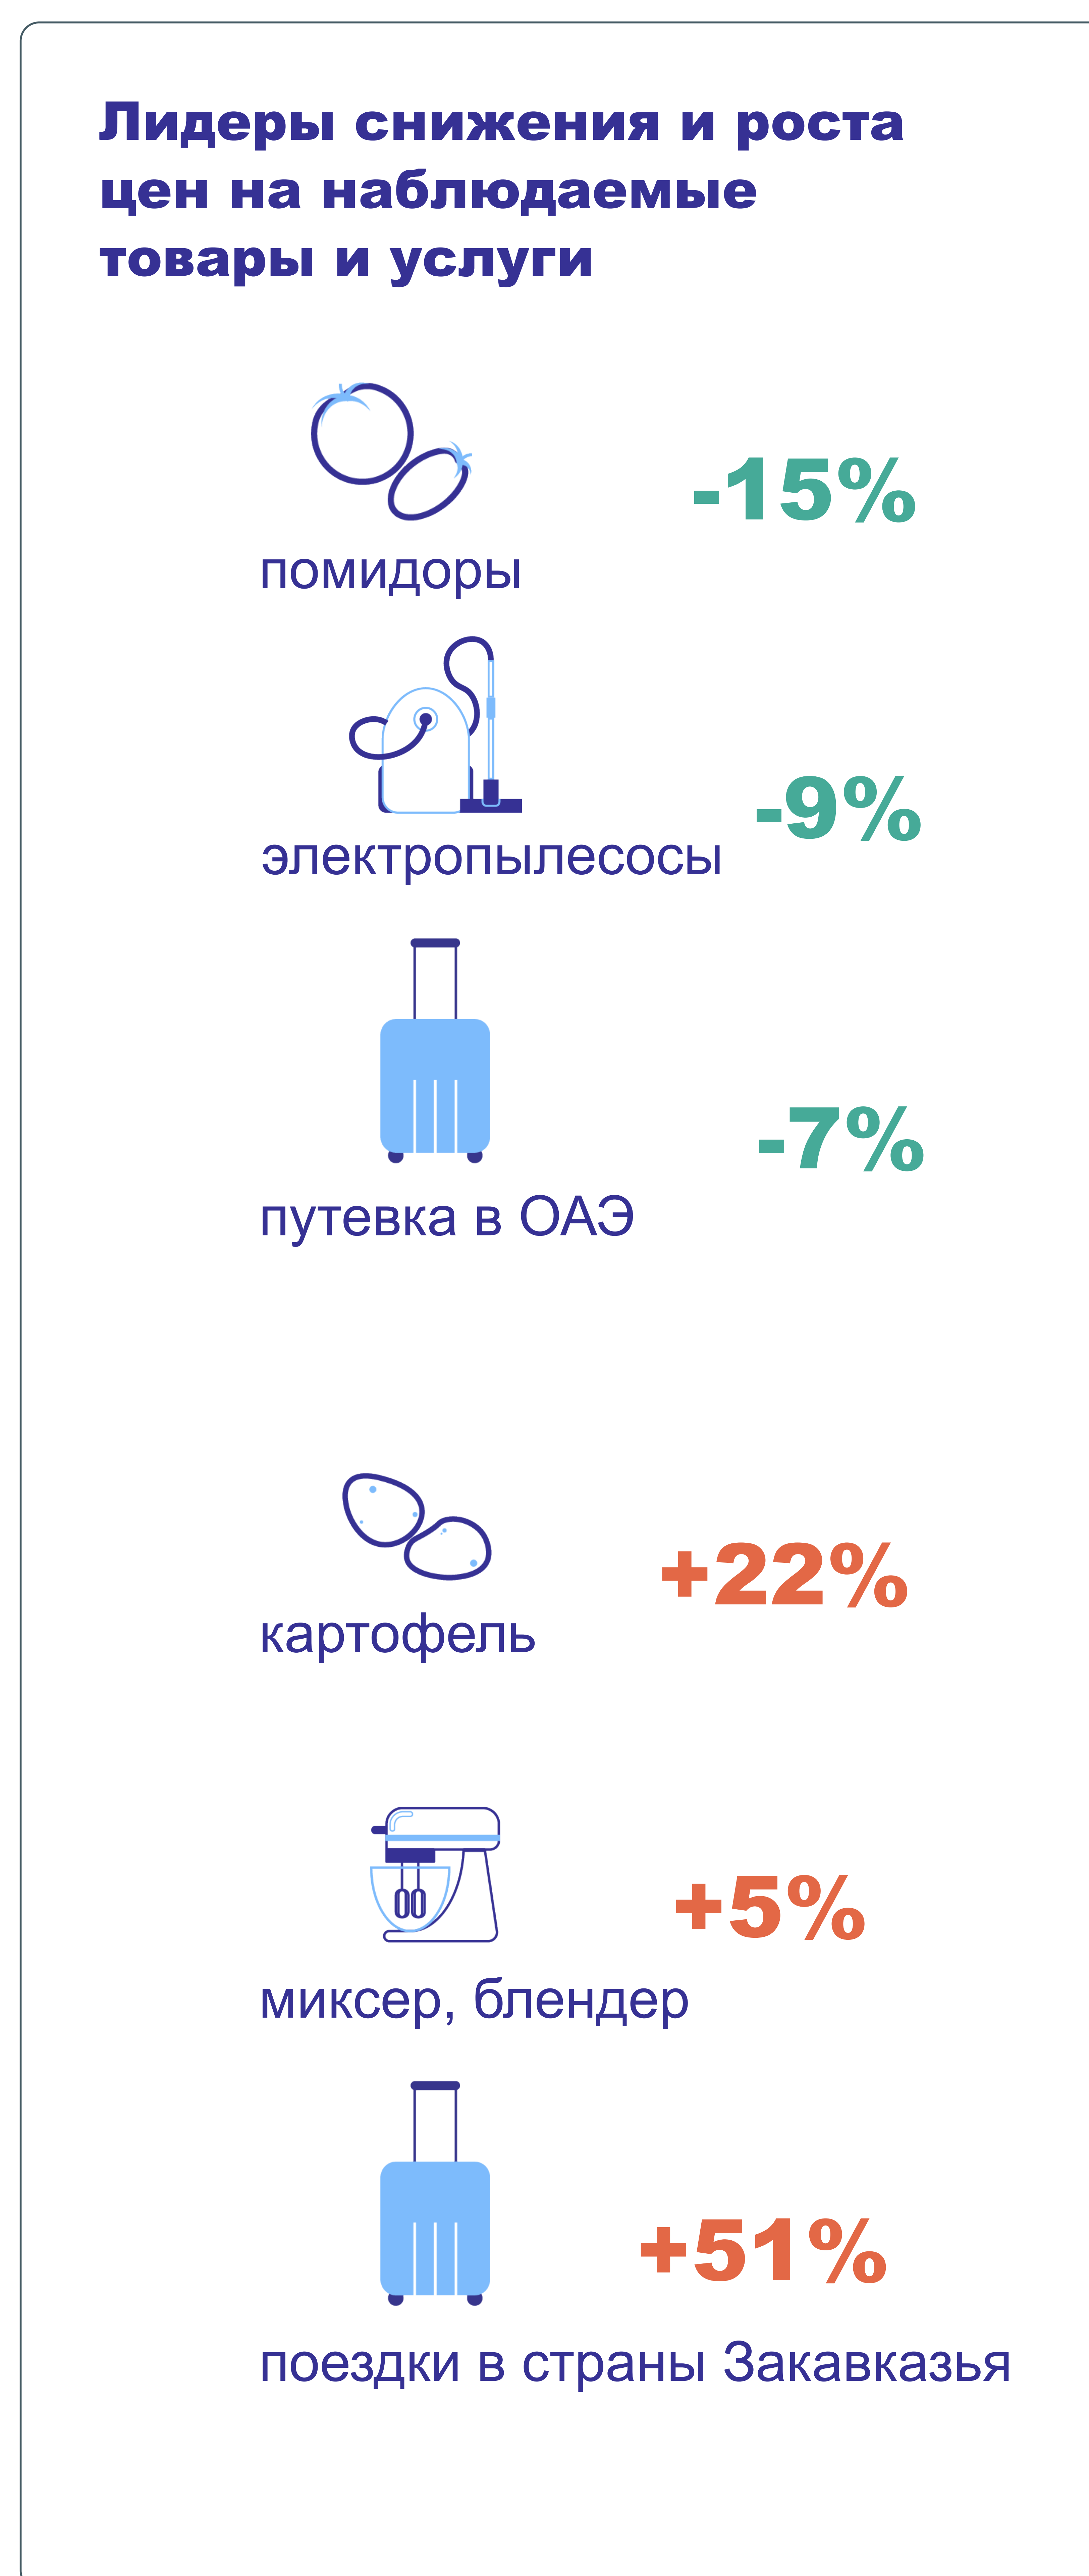 Лидеры снижения и роста
цен на наблюдаемые
товары и услуги
-15%
помидоры
-9%
электропылесосы
-7%
путевка в ОАЭ
+22%
картофель
+5%
миксер, блендер
+51%
поездки в страны Закавказья